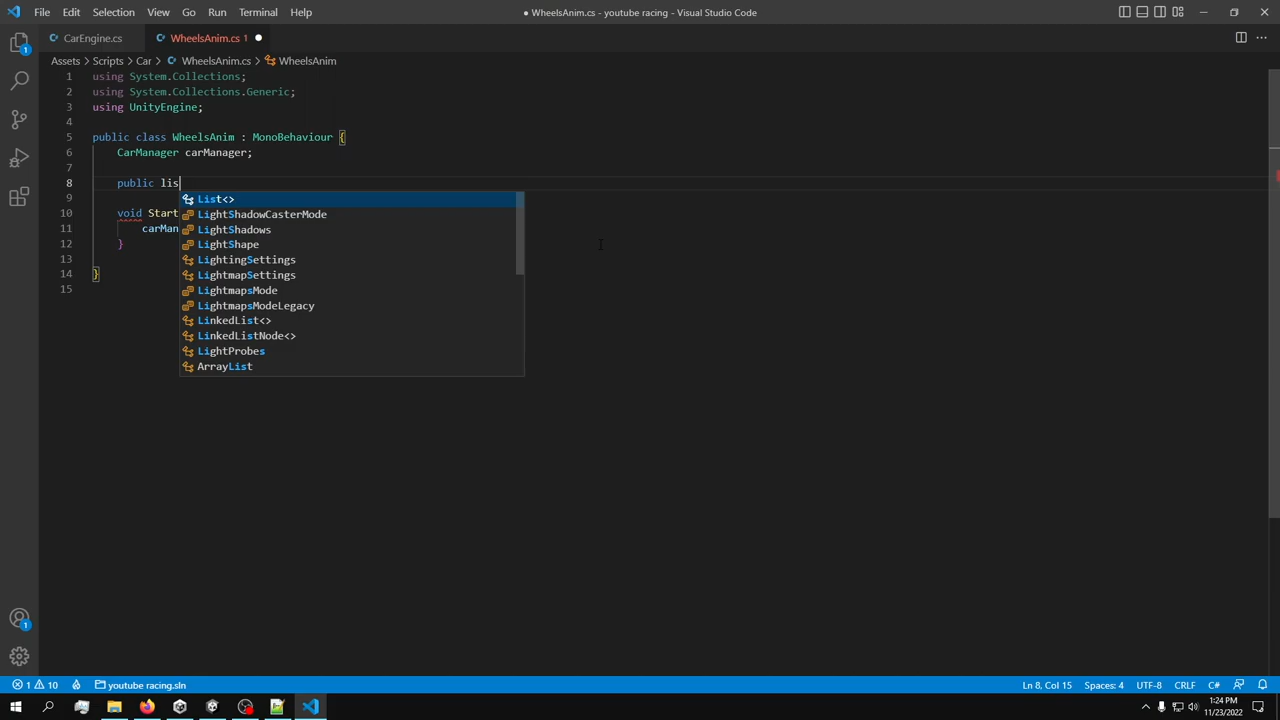 File Edit Selection View Go Run Terminal Help
● WheelsAnim.cs - youtube racing - Visual Studio Code
CarEngine.cs
WheelsAnim.cs 1
Assets > Scripts > Car > WheelsAnim.cs > WheelsAnim
1 using System.Collections;
2 using System.Collections.Generic;
3 using UnityEngine;
4
5 public class WheelsAnim : MonoBehaviour {
6 CarManager carManager;
7
8 public lis
9
10 void Start
11 carMan
12 }
13
14 }
15
List<>
LightShadowCasterMode
LightShadows
LightShape
LightingSettings
LightmapSettings
LightmapsMode
LightmapsModeLegacy
LinkedList<>
LinkedListNode<>
LightProbes
ArrayList
1
1
1 10 youtube racing.sln
Ln 8, Col 15 Spaces: 4 UTF-8 CRLF C#
1:24 PM
11/23/2022